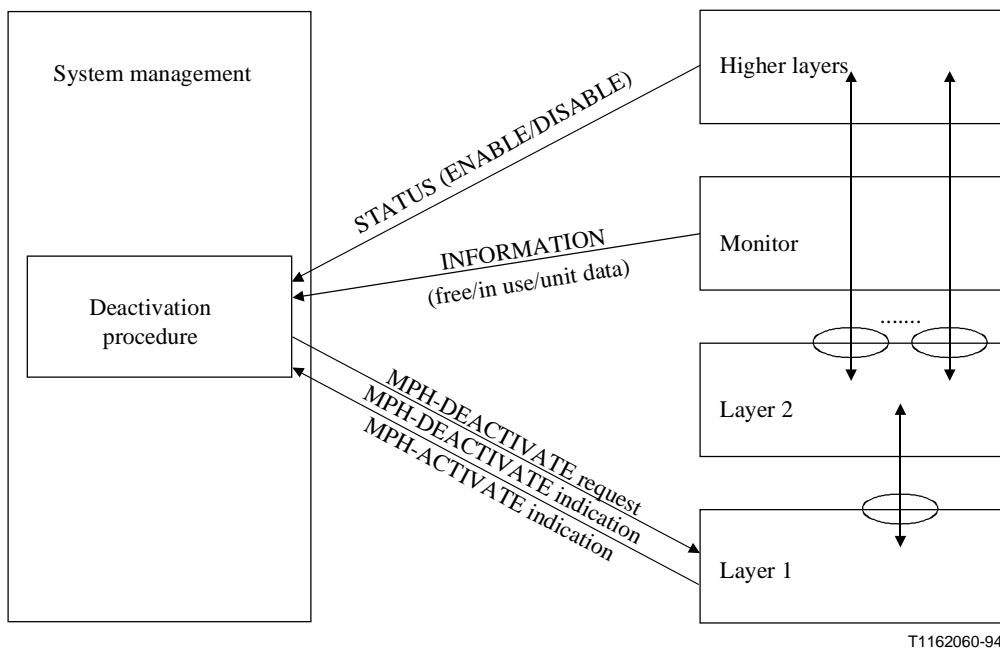 System management
Higher layers
STATUS (ENABLE/DISABLE)
Monitor
INFORMATION
(free/in use/unit data)
Deactivation
procedure
.......
MPH-DEACTIVATE request
MPH-DEACTIVATE indication
MPH-ACTIVATE indication
Layer 2
Layer 1
T1162060-94